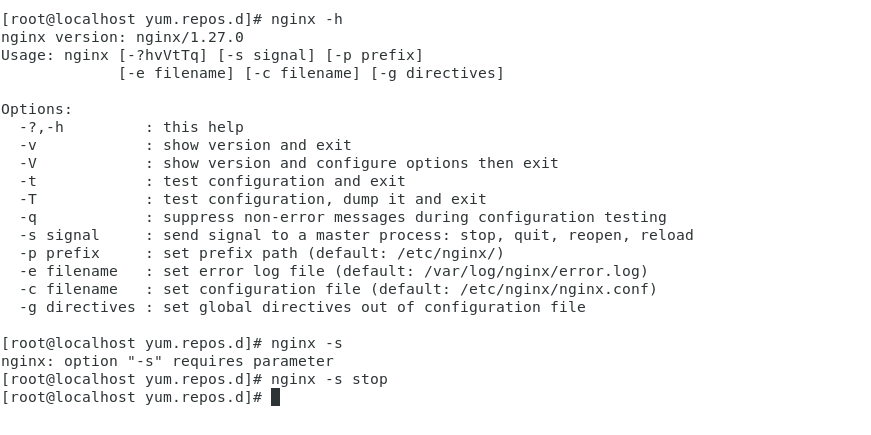 [root@localhost yum.repos.d]# nginx -h
nginx version: nginx/1.27.0
Usage: nginx [-?hvVtTq] [-s signal] [-p prefix]
             [-e filename] [-c filename] [-g directives]

Options:
  -?,-h         : this help
  -v            : show version and exit
  -V            : show version and configure options then exit
  -t            : test configuration and exit
  -T            : test configuration, dump it and exit
  -q            : suppress non-error messages during configuration testing
  -s signal     : send signal to a master process: stop, quit, reopen, reload
  -p prefix     : set prefix path (default: /etc/nginx/)
  -e filename   : set error log file (default: /var/log/nginx/error.log)
  -c filename   : set configuration file (default: /etc/nginx/nginx.conf)
  -g directives : set global directives out of configuration file

[root@localhost yum.repos.d]# nginx -s
nginx: option "-s" requires parameter
[root@localhost yum.repos.d]# nginx -s stop
[root@localhost yum.repos.d]#